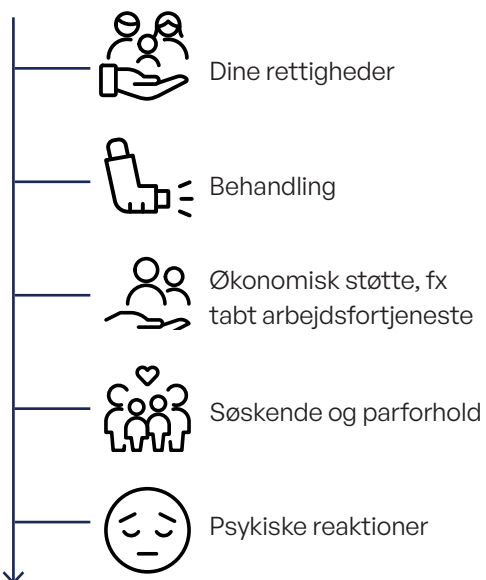 Dine rettigheder
Behandling
Økonomisk støtte, fx
tabt arbejdsfortjeneste
Søskende og parforhold
Psykiske reaktioner